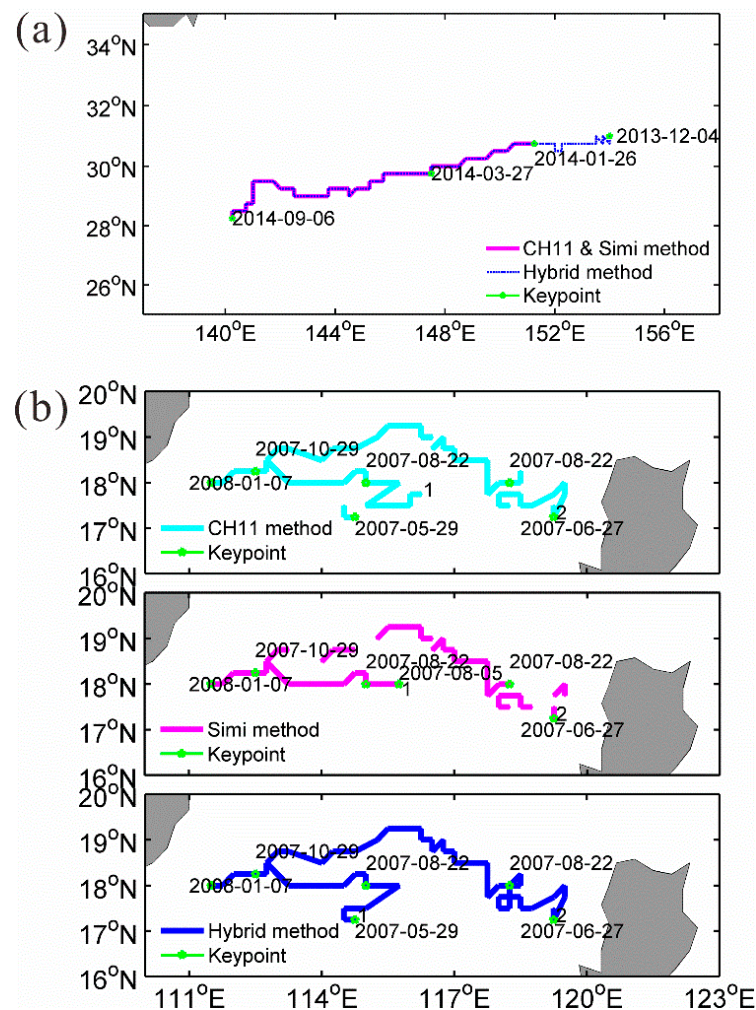 (a)
34°N
32°N
30°N
28°N
26°N
2013-12-04
2014-01-26
2014-03-27
2014-09-06
CH11 & Simi method
Hybrid method
Keypoint
140°E 144°E 148°E 152°E 156°E
(b)
20°N
19°N
18°N
17°N
16°N
2007-10-29
2007-08-22 2007-08-22
2008-01-07
1
2
2007-05-29 2007-06-27
CH11 method
Keypoint
20°N
19°N
18°N
17°N
16°N
2007-10-29
2007-08-22 2007-08-22
2007-08-05
2008-01-07
1
2
2007-06-27
Simi method
Keypoint
20°N
19°N
18°N
17°N
16°N
2007-10-29
2007-08-22 2007-08-22
2008-01-07
1 2
2007-05-29 2007-06-27
Hybrid method
Keypoint
111°E 114°E 117°E 120°E 123°E